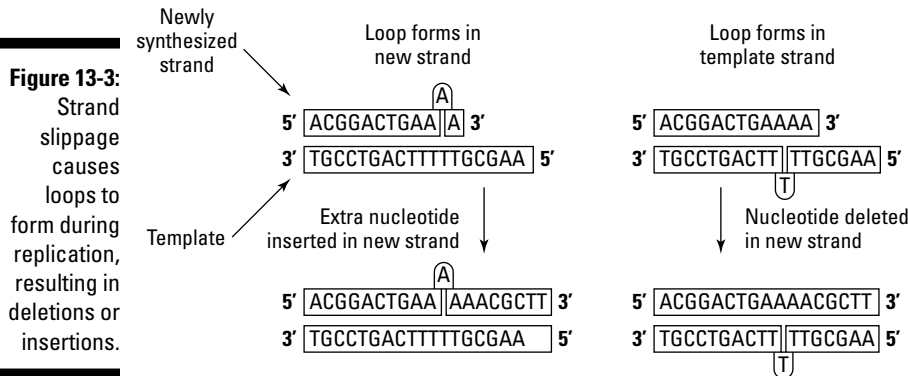 Figure 13-3:
Strand
slippage
causes
loops to
form during
replication,
resulting in
deletions or
insertions.
Newly
synthesized
strand
Loop forms in
new strand
A
5′ ACGGACTGAA A 3′
3′ TGCCTGACTTTTTGCGAA 5′
Template
Extra nucleotide
inserted in new strand
A
5′ ACGGACTGAA AAACGCTT 3′
3′ TGCCTGACTTTTTGCGAA 5′
Loop forms in
template strand
5′ ACGGACTGAAAA 3′
3′ TGCCTGACTT TTGCGAA 5′
T
Nucleotide deleted
in new strand
5′ ACGGACTGAAAACGCTT 3′
3′ TGCCTGACTT TTGCGAA 5′
T